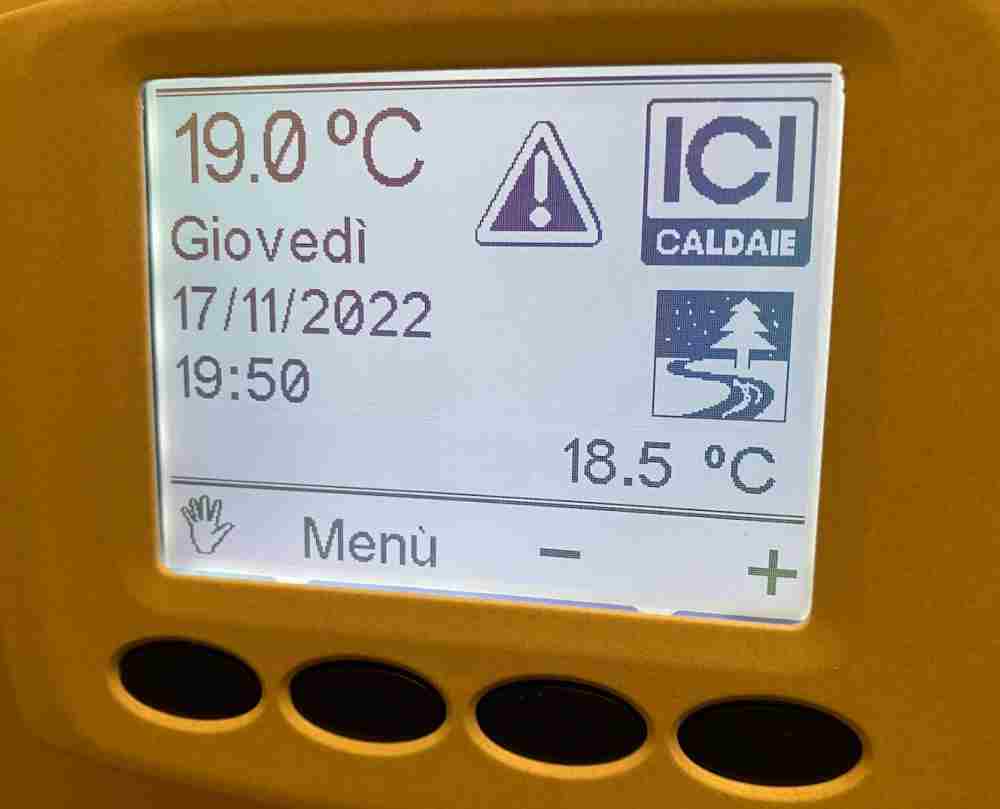 19.0 °C
Giovedì
17/11/2022
19:50
ICI
CALDAIE
18.5 °C
Menù
−
+